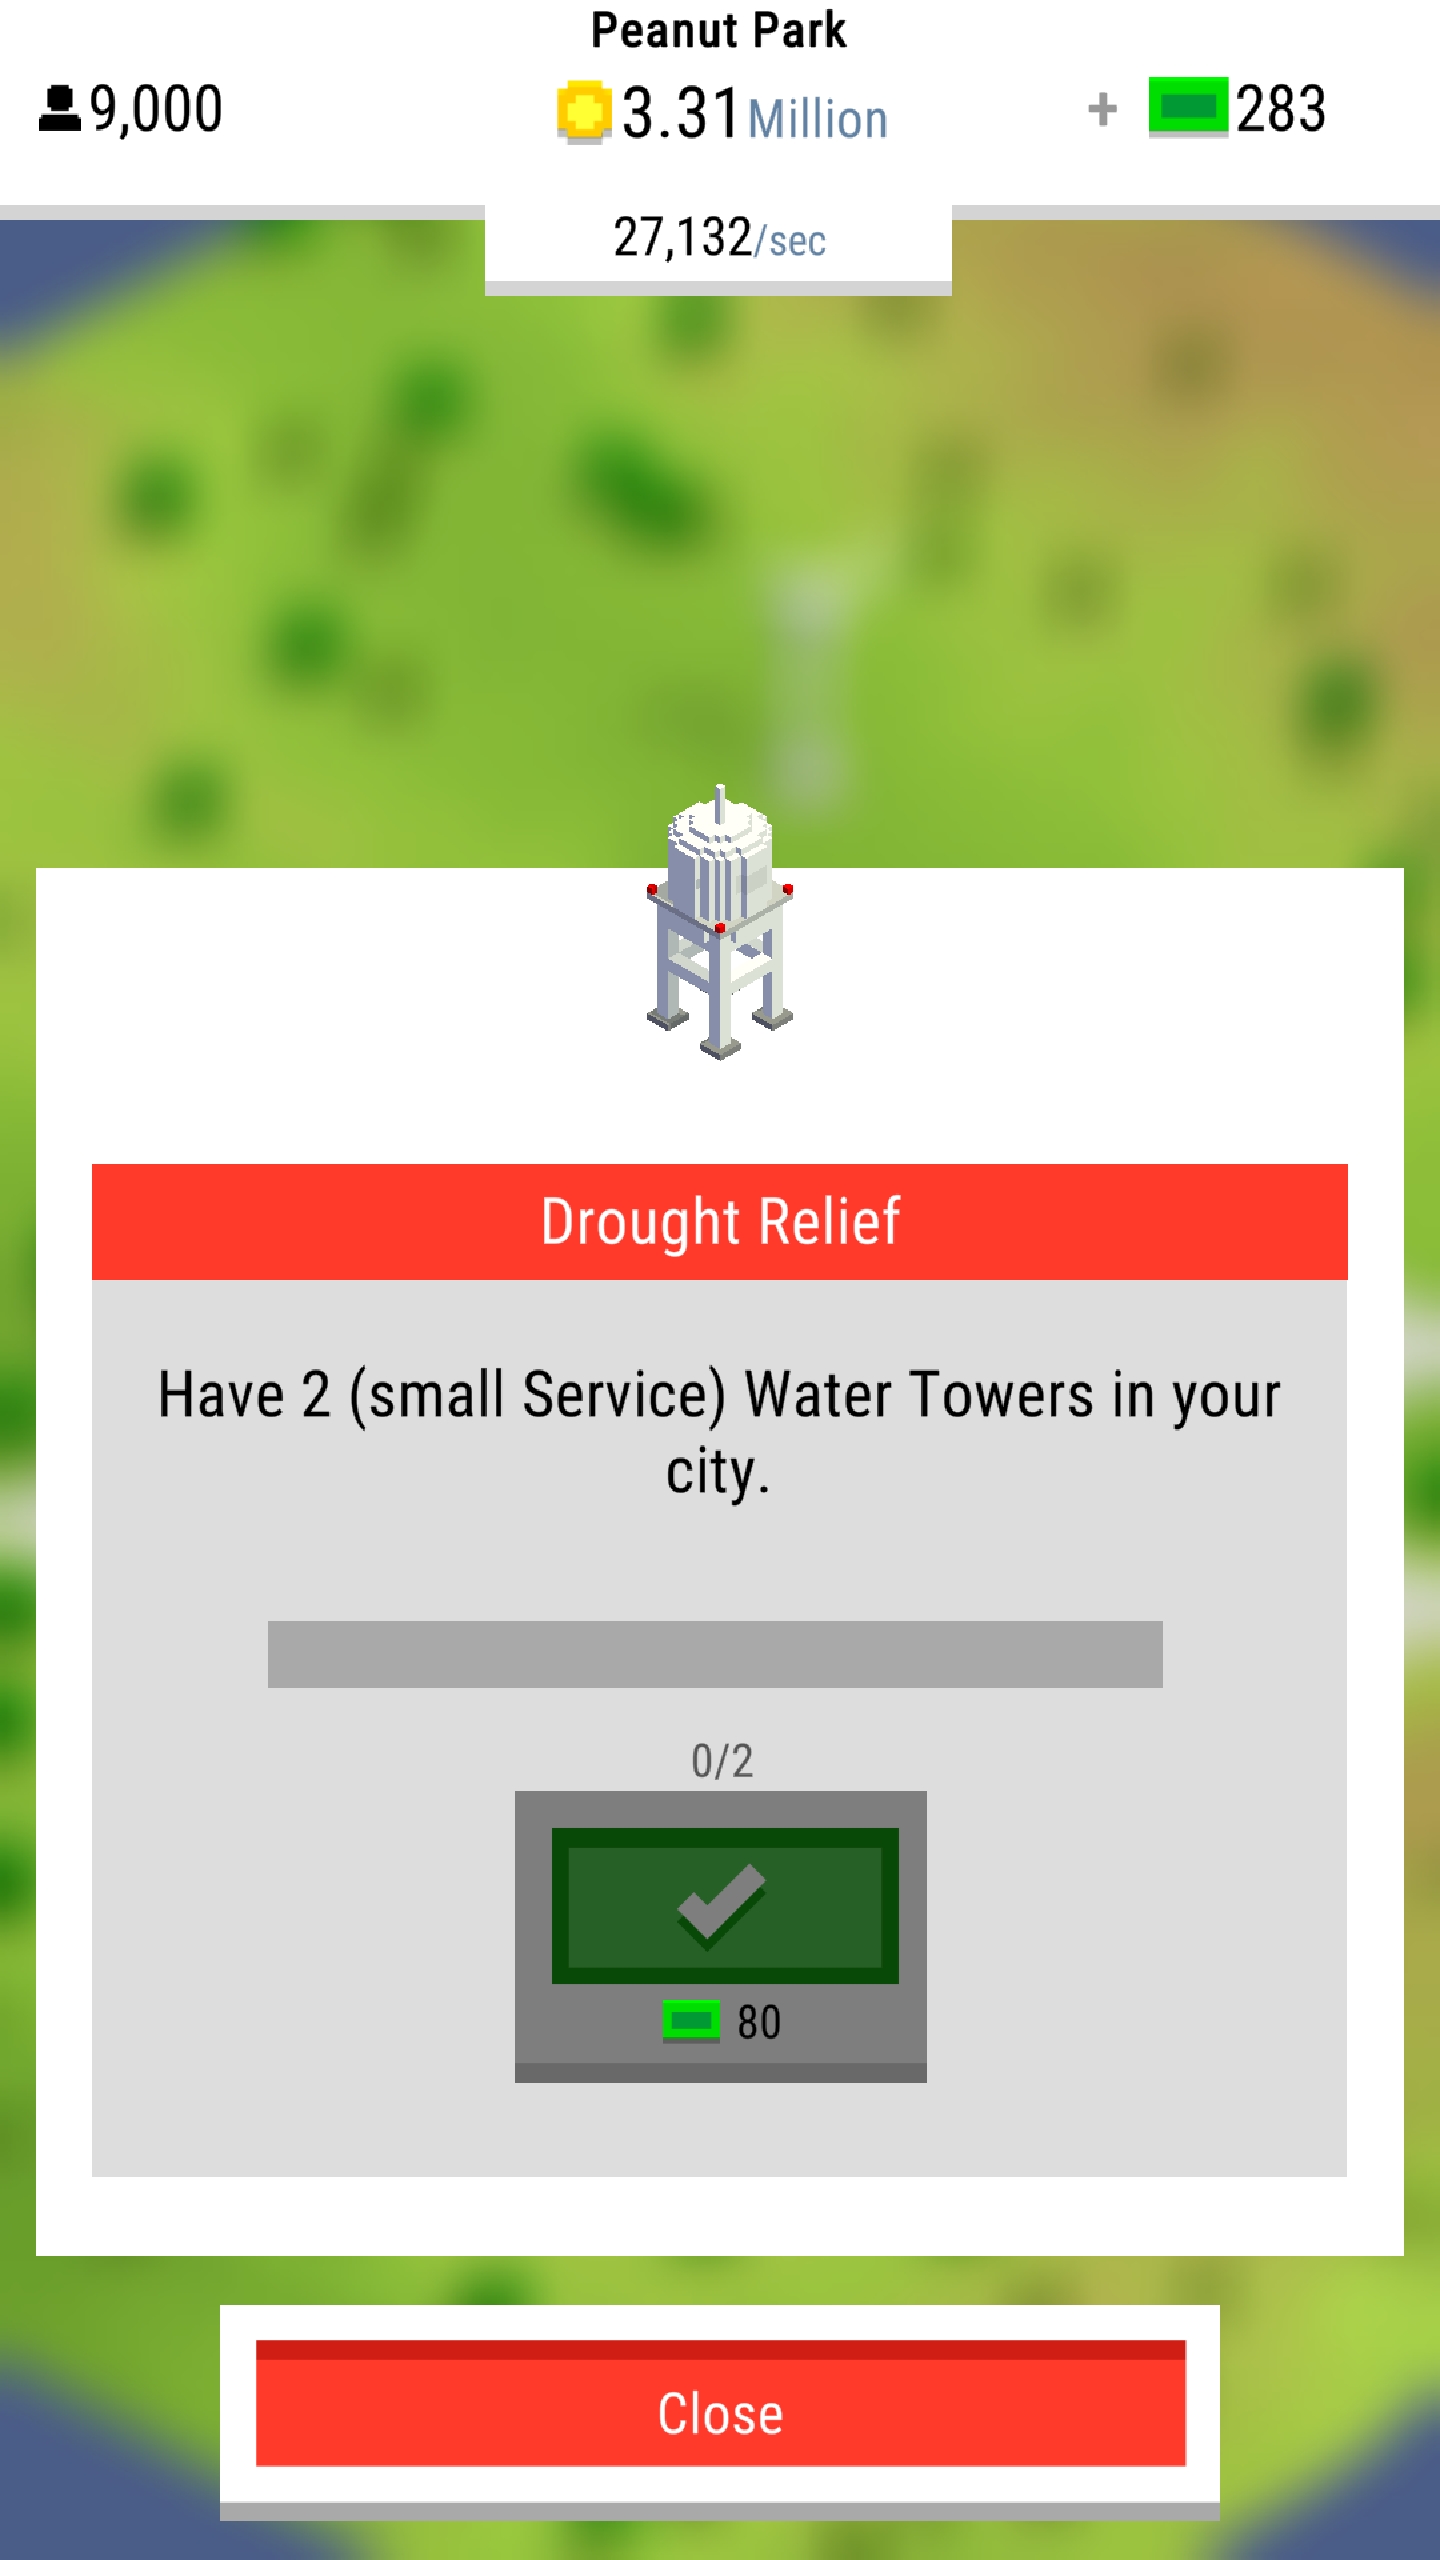 Peanut Park
9,000
3.31 Million
+ 283
27,132/sec
Drought Relief
Have 2 (small Service) Water Towers in your
city.
0/2
80
Close